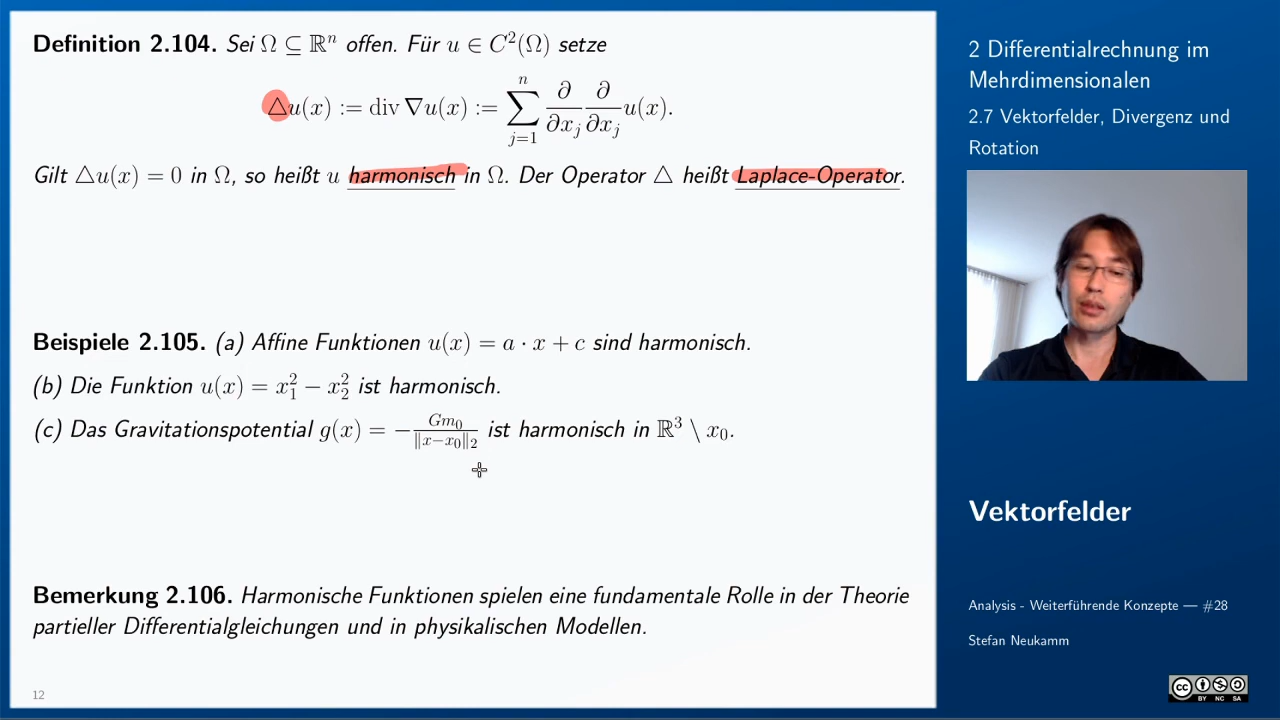 Definition 2.104. Sei Ω ⊆ ℝⁿ offen. Für u ∈ C²(Ω) setze
△u(x) := div ∇u(x) := ∑_{j=1}^{n} ∂/∂x_j ∂/∂x_j u(x).
Gilt △u(x) = 0 in Ω, so heißt u harmonisch in Ω. Der Operator △ heißt Laplace-Operator.
Beispiele 2.105. (a) Affine Funktionen u(x) = a · x + c sind harmonisch.
(b) Die Funktion u(x) = x₁² − x₂² ist harmonisch.
(c) Das Gravitationspotential g(x) = −Gm₀/‖x−x₀‖₂ ist harmonisch in ℝ³ \ x₀.
Bemerkung 2.106. Harmonische Funktionen spielen eine fundamentale Rolle in der Theorie
partieller Differentialgleichungen und in physikalischen Modellen.
12
2 Differentialrechnung im
Mehrdimensionalen
2.7 Vektorfelder, Divergenz und
Rotation
Vektorfelder
Analysis - Weiterführende Konzepte — #28
Stefan Neukamm
cc BY NC SA